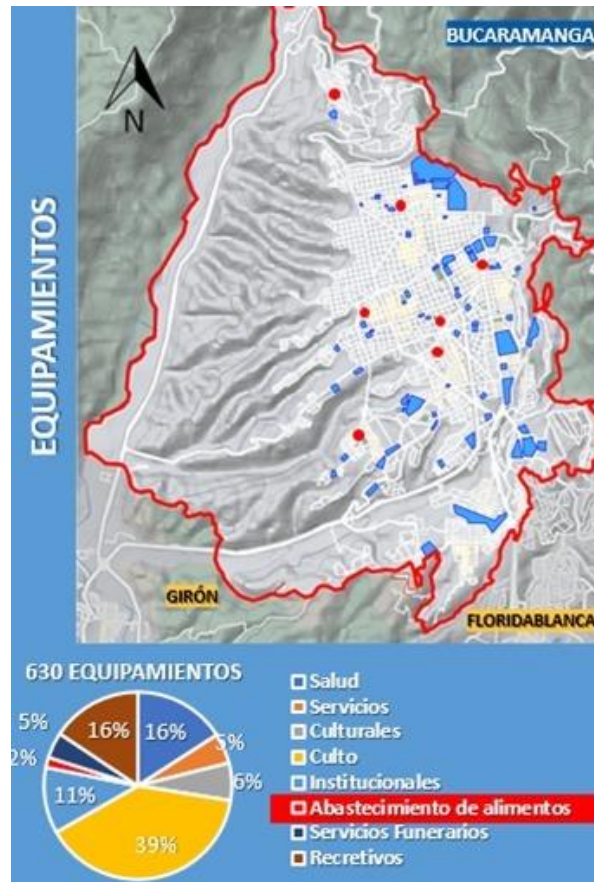 BUCARAMANGA
N
EQUIPAMIENTOS
GIRÓN
FLORIDABLANCA
630 EQUIPAMIENTOS
16%
5%
6%
39%
11%
2%
5%
16%
Salud
Servicios
Culturales
Culto
Institucionales
Abastecimiento de alimentos
Servicios Funerarios
Recretivos